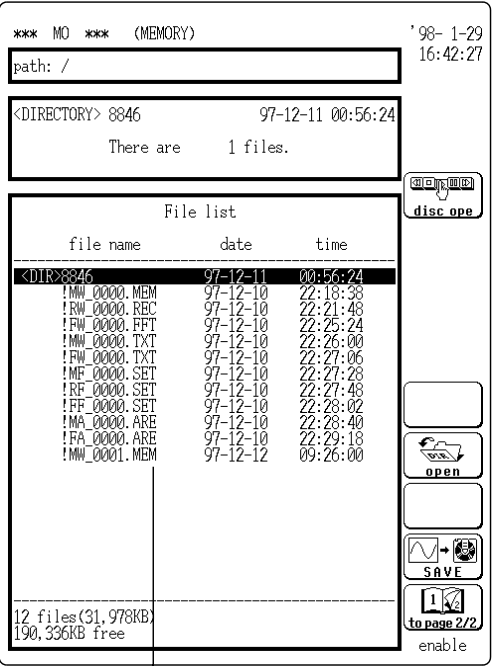 *** MO *** (MEMORY)
'98- 1-29
16:42:27
path: /
<DIRECTORY> 8846 97-12-11 00:56:24
There are 1 files.
disc ope
File list
file name date time
<DIR>8846 97-12-11 00:56:24
!MW_0000.MEM 97-12-10 22:18:38
!RW_0000.REC 97-12-10 22:21:48
!FW_0000.FFT 97-12-10 22:25:24
!MW_0000.TXT 97-12-10 22:26:00
!FW_0000.TXT 97-12-10 22:27:06
!MF_0000.SET 97-12-10 22:27:28
!RF_0000.SET 97-12-10 22:27:48
!FF_0000.SET 97-12-10 22:28:02
!MA_0000.ARE 97-12-10 22:28:40
!FA_0000.ARE 97-12-10 22:29:18
!MW_0001.MEM 97-12-12 09:26:00
DIR
open
SAVE
1 2
to page 2/2
enable
12 files(31,978KB)
190,336KB free